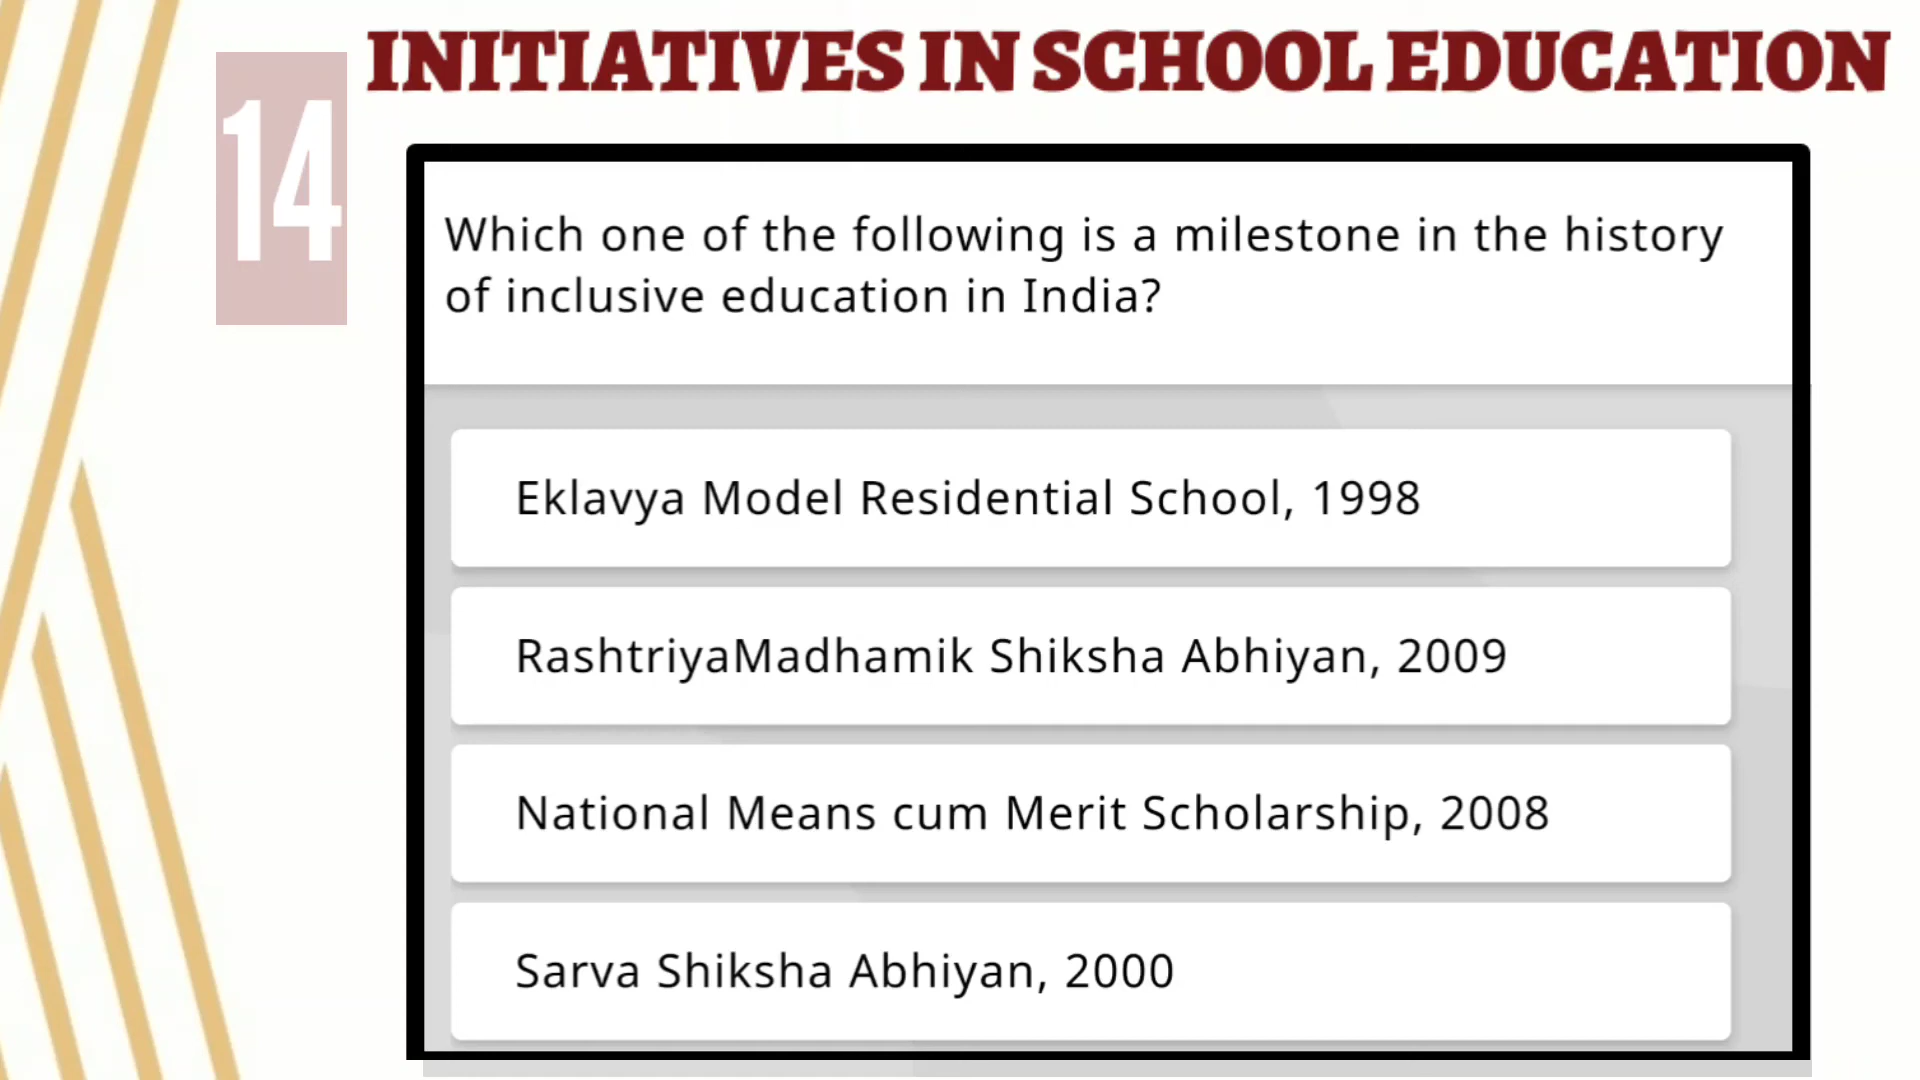 INITIATIVES IN SCHOOL EDUCATION
14
Which one of the following is a milestone in the history
of inclusive education in India?
Eklavya Model Residential School, 1998
RashtriyaMadhamik Shiksha Abhiyan, 2009
National Means cum Merit Scholarship, 2008
Sarva Shiksha Abhiyan, 2000